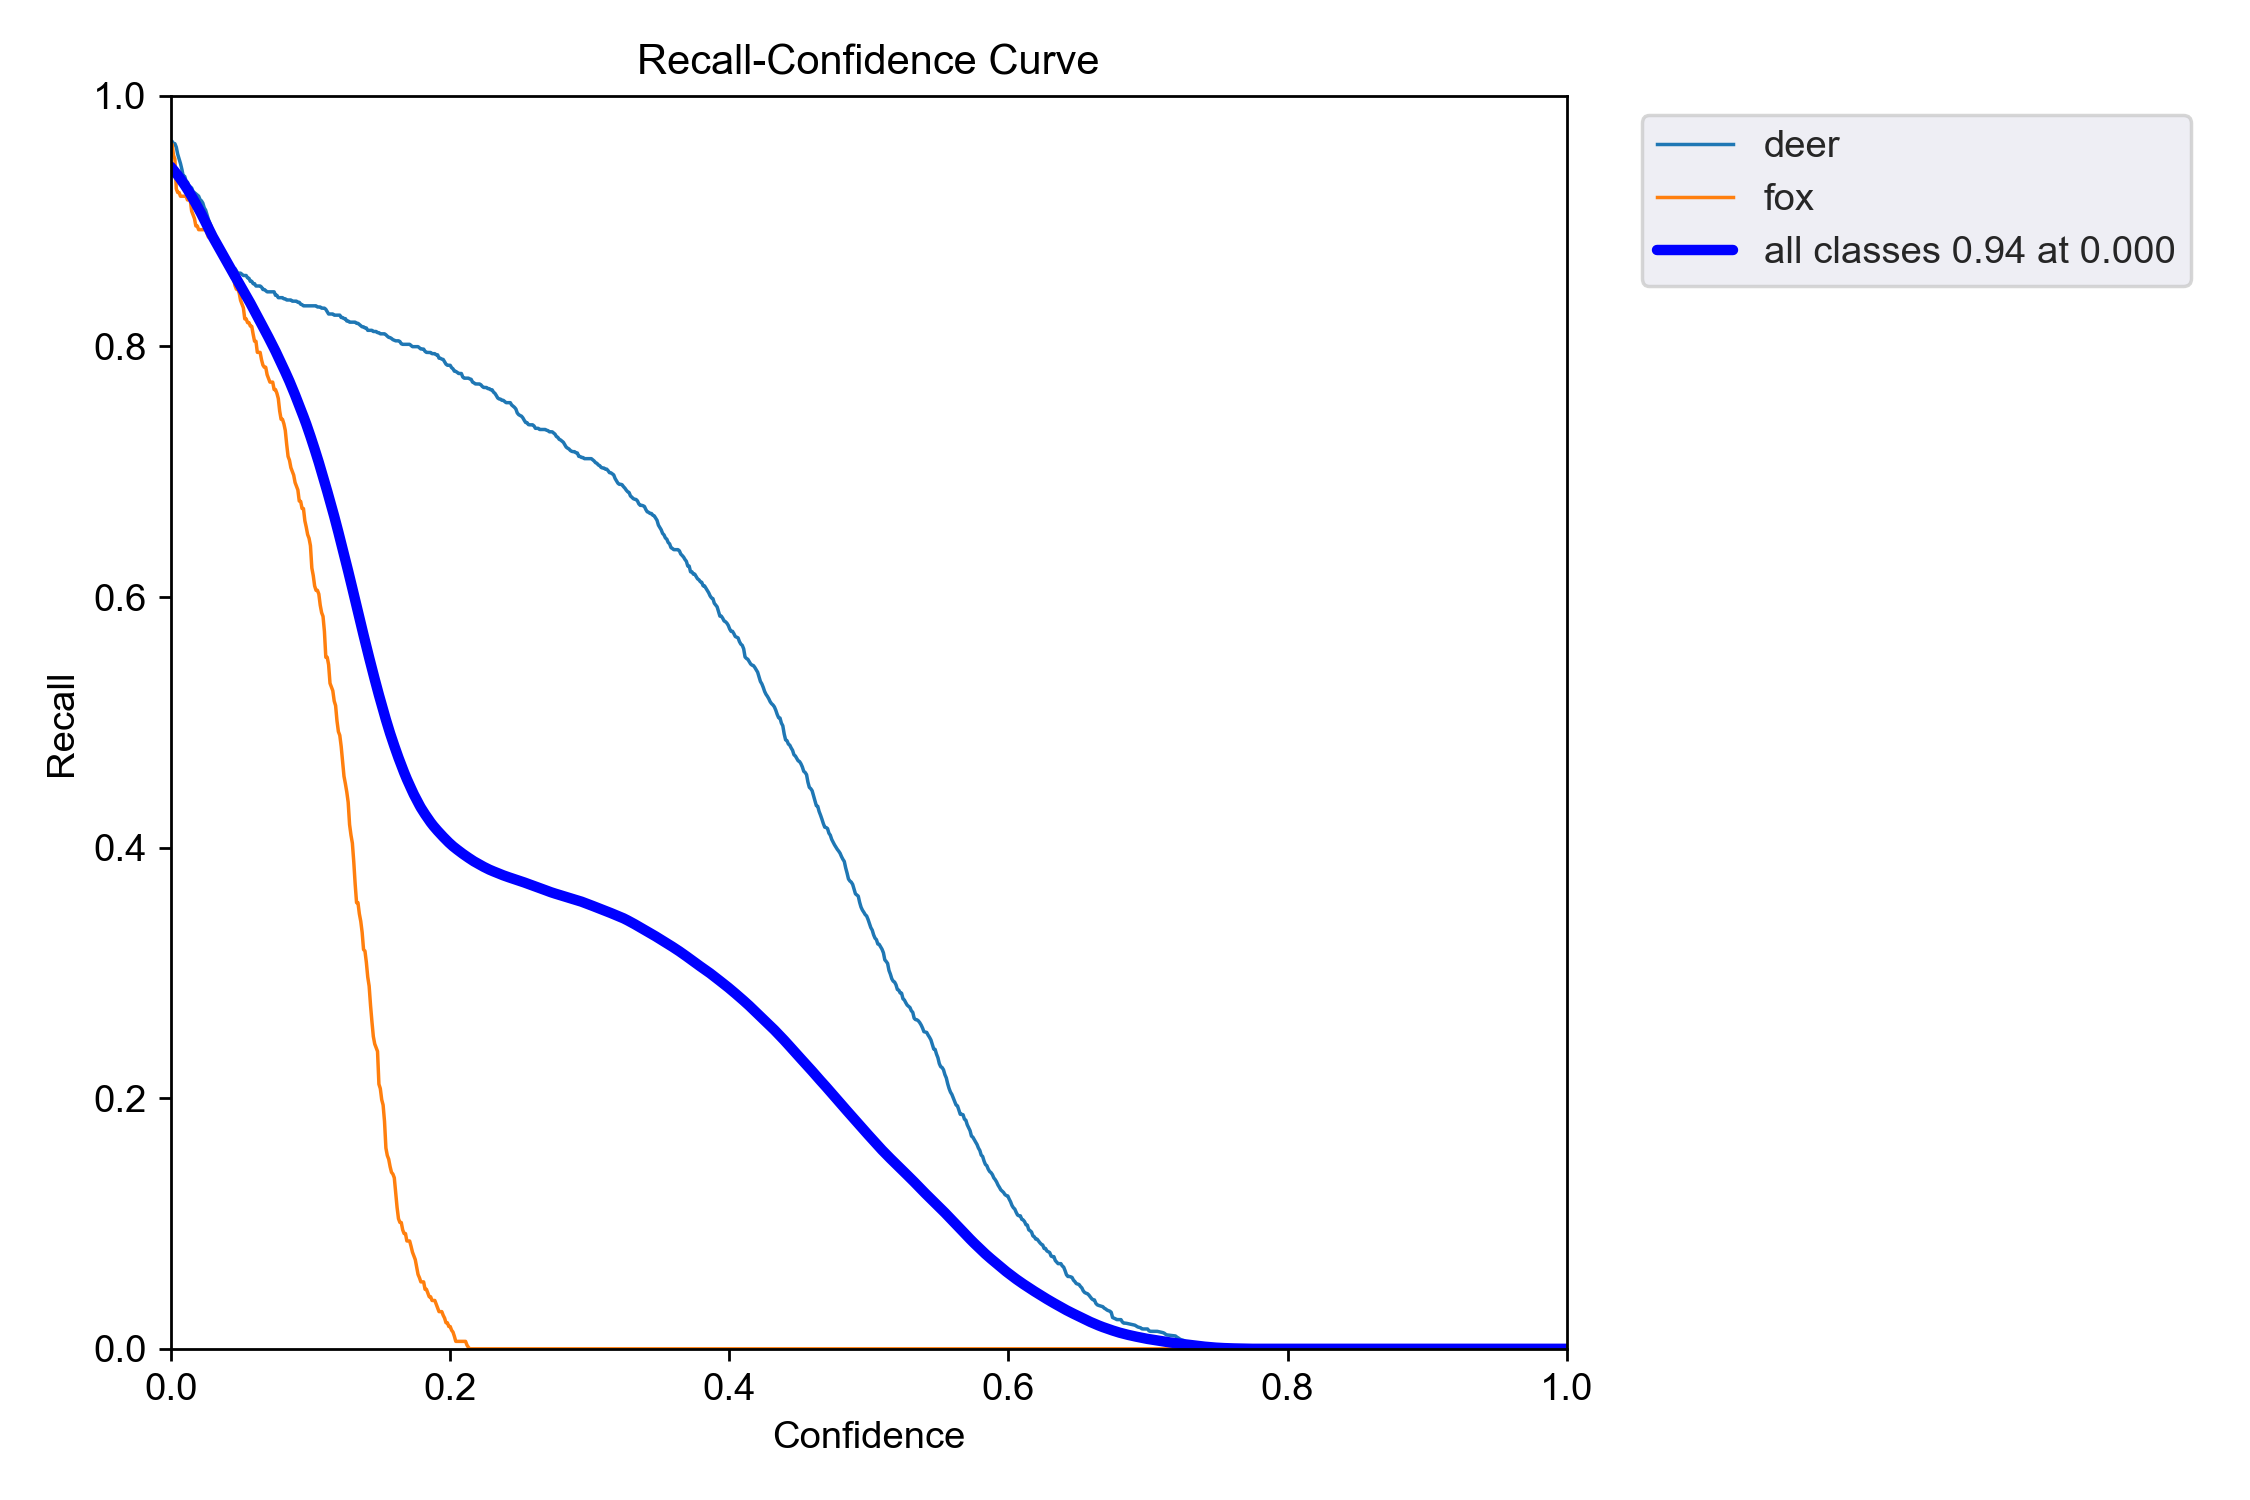 Recall-Confidence Curve
1.0
0.8
0.6
0.4
0.2
0.0
Recall
0.0 0.2 0.4 0.6 0.8 1.0
Confidence
deer
fox
all classes 0.94 at 0.000